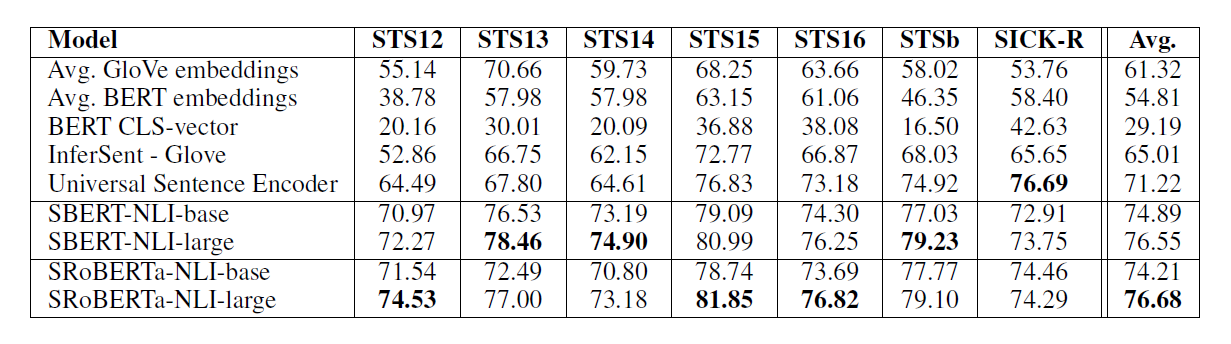 Model STS12 STS13 STS14 STS15 STS16 STSb SICK-R Avg.
Avg. GloVe embeddings 55.14 70.66 59.73 68.25 63.66 58.02 53.76 61.32
Avg. BERT embeddings 38.78 57.98 57.98 63.15 61.06 46.35 58.40 54.81
BERT CLS-vector 20.16 30.01 20.09 36.88 38.08 16.50 42.63 29.19
InferSent - Glove 52.86 66.75 62.15 72.77 66.87 68.03 65.65 65.01
Universal Sentence Encoder 64.49 67.80 64.61 76.83 73.18 74.92 76.69 71.22
SBERT-NLI-base 70.97 76.53 73.19 79.09 74.30 77.03 72.91 74.89
SBERT-NLI-large 72.27 78.46 74.90 80.99 76.25 79.23 73.75 76.55
SRoBERTa-NLI-base 71.54 72.49 70.80 78.74 73.69 77.77 74.46 74.21
SRoBERTa-NLI-large 74.53 77.00 73.18 81.85 76.82 79.10 74.29 76.68